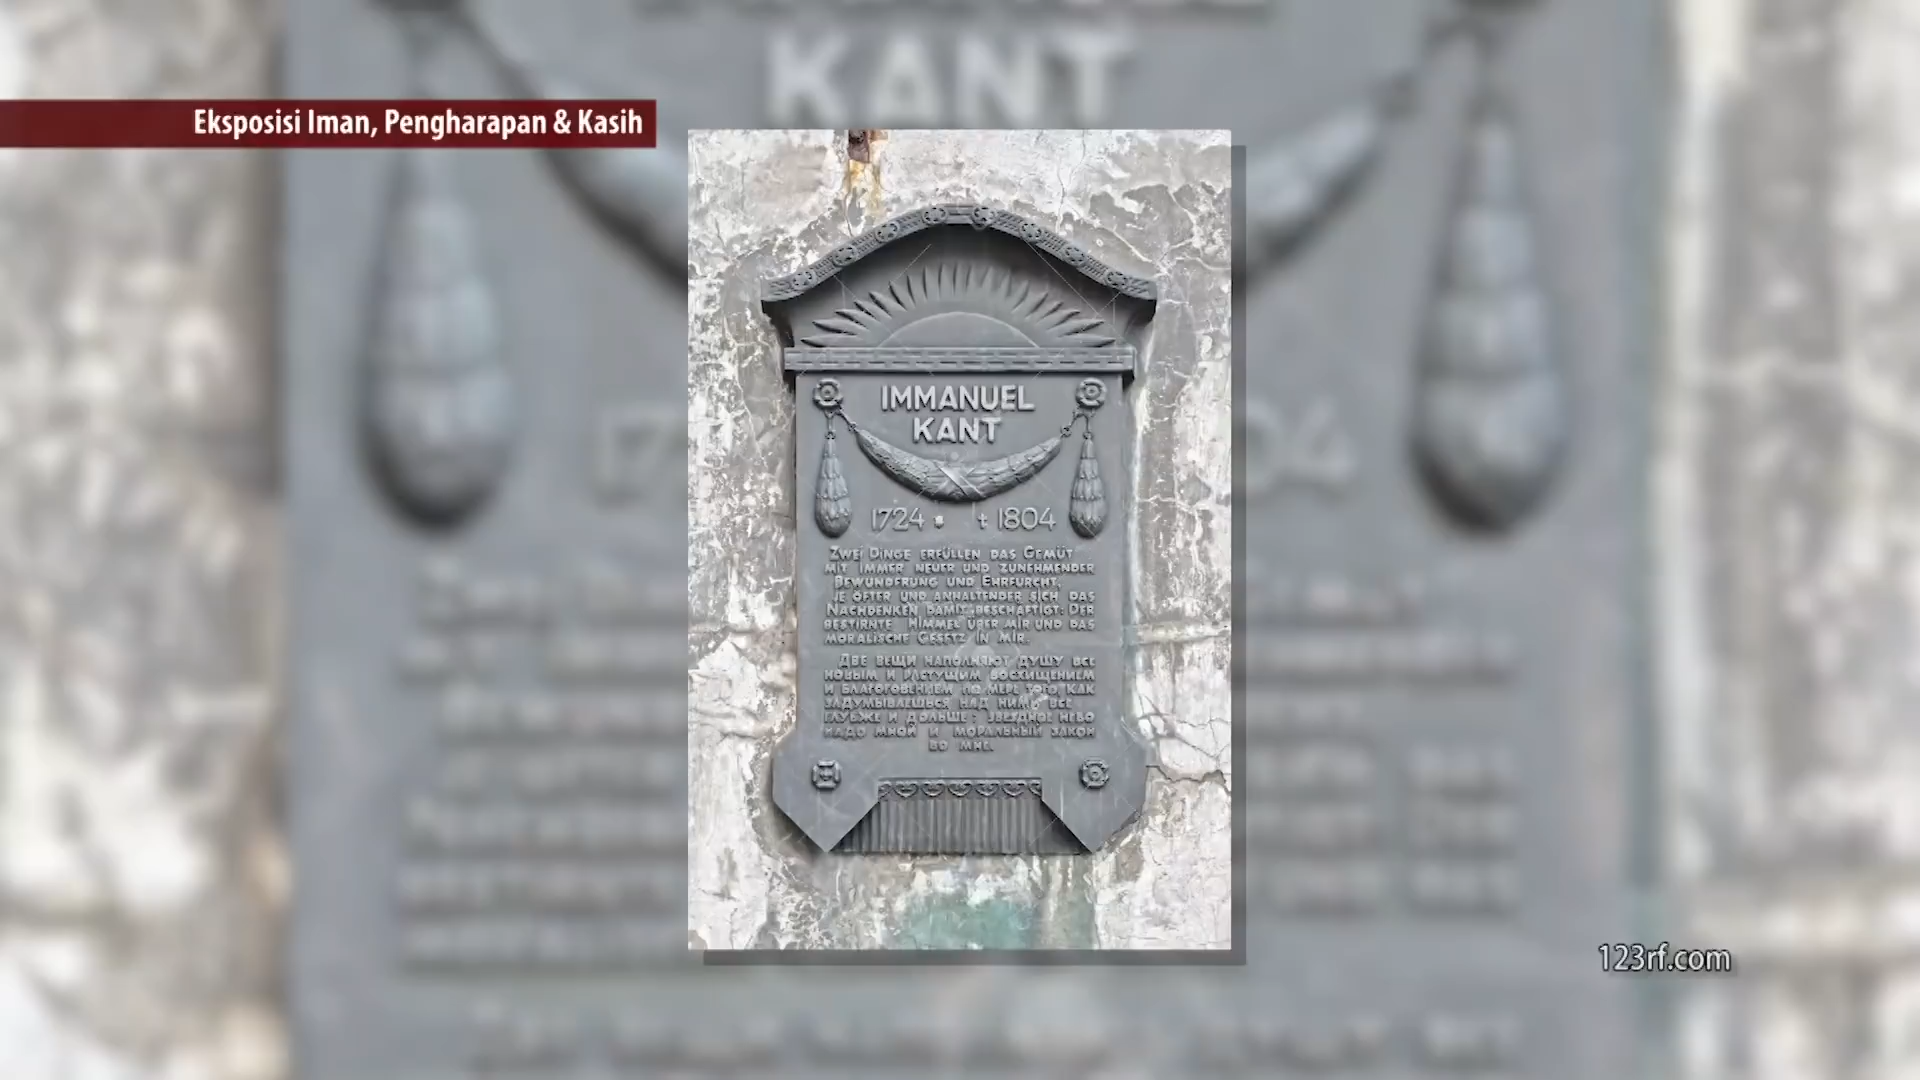 KANT
Eksposisi Iman, Pengharapan & Kasih
IMMANUEL
KANT
1724 * † 1804
ZWEI DINGE ERFÜLLEN DAS GEMÜT
MIT IMMER NEUER UND ZUNEHMENDER
BEWUNDERUNG UND EHRFURCHT,
JE ÖFTER UND ANHALTENDER SICH DAS
NACHDENKEN DAMIT BESCHÄFTIGT: DER
BESTIRNTE HIMMEL ÜBER MIR UND DAS
MORALISCHE GESETZ IN MIR.
ДВЕ ВЕЩИ НАПОЛНЯЮТ ДУШУ ВСЕ
НОВЫМ И РАСТУЩИМ ВОСХИЩЕНИЕМ
И БЛАГОГОВЕНИЕМ ПО МЕРЕ ТОГО, КАК
ЗАДУМЫВАЕШЬСЯ НАД НИМИ ВСЕ
ГЛУБЖЕ И ДОЛЬШЕ: ЗВЕЗДНОЕ НЕБО
НАДО МНОЙ И МОРАЛЬНЫЙ ЗАКОН
ВО МНЕ.
123rf.com